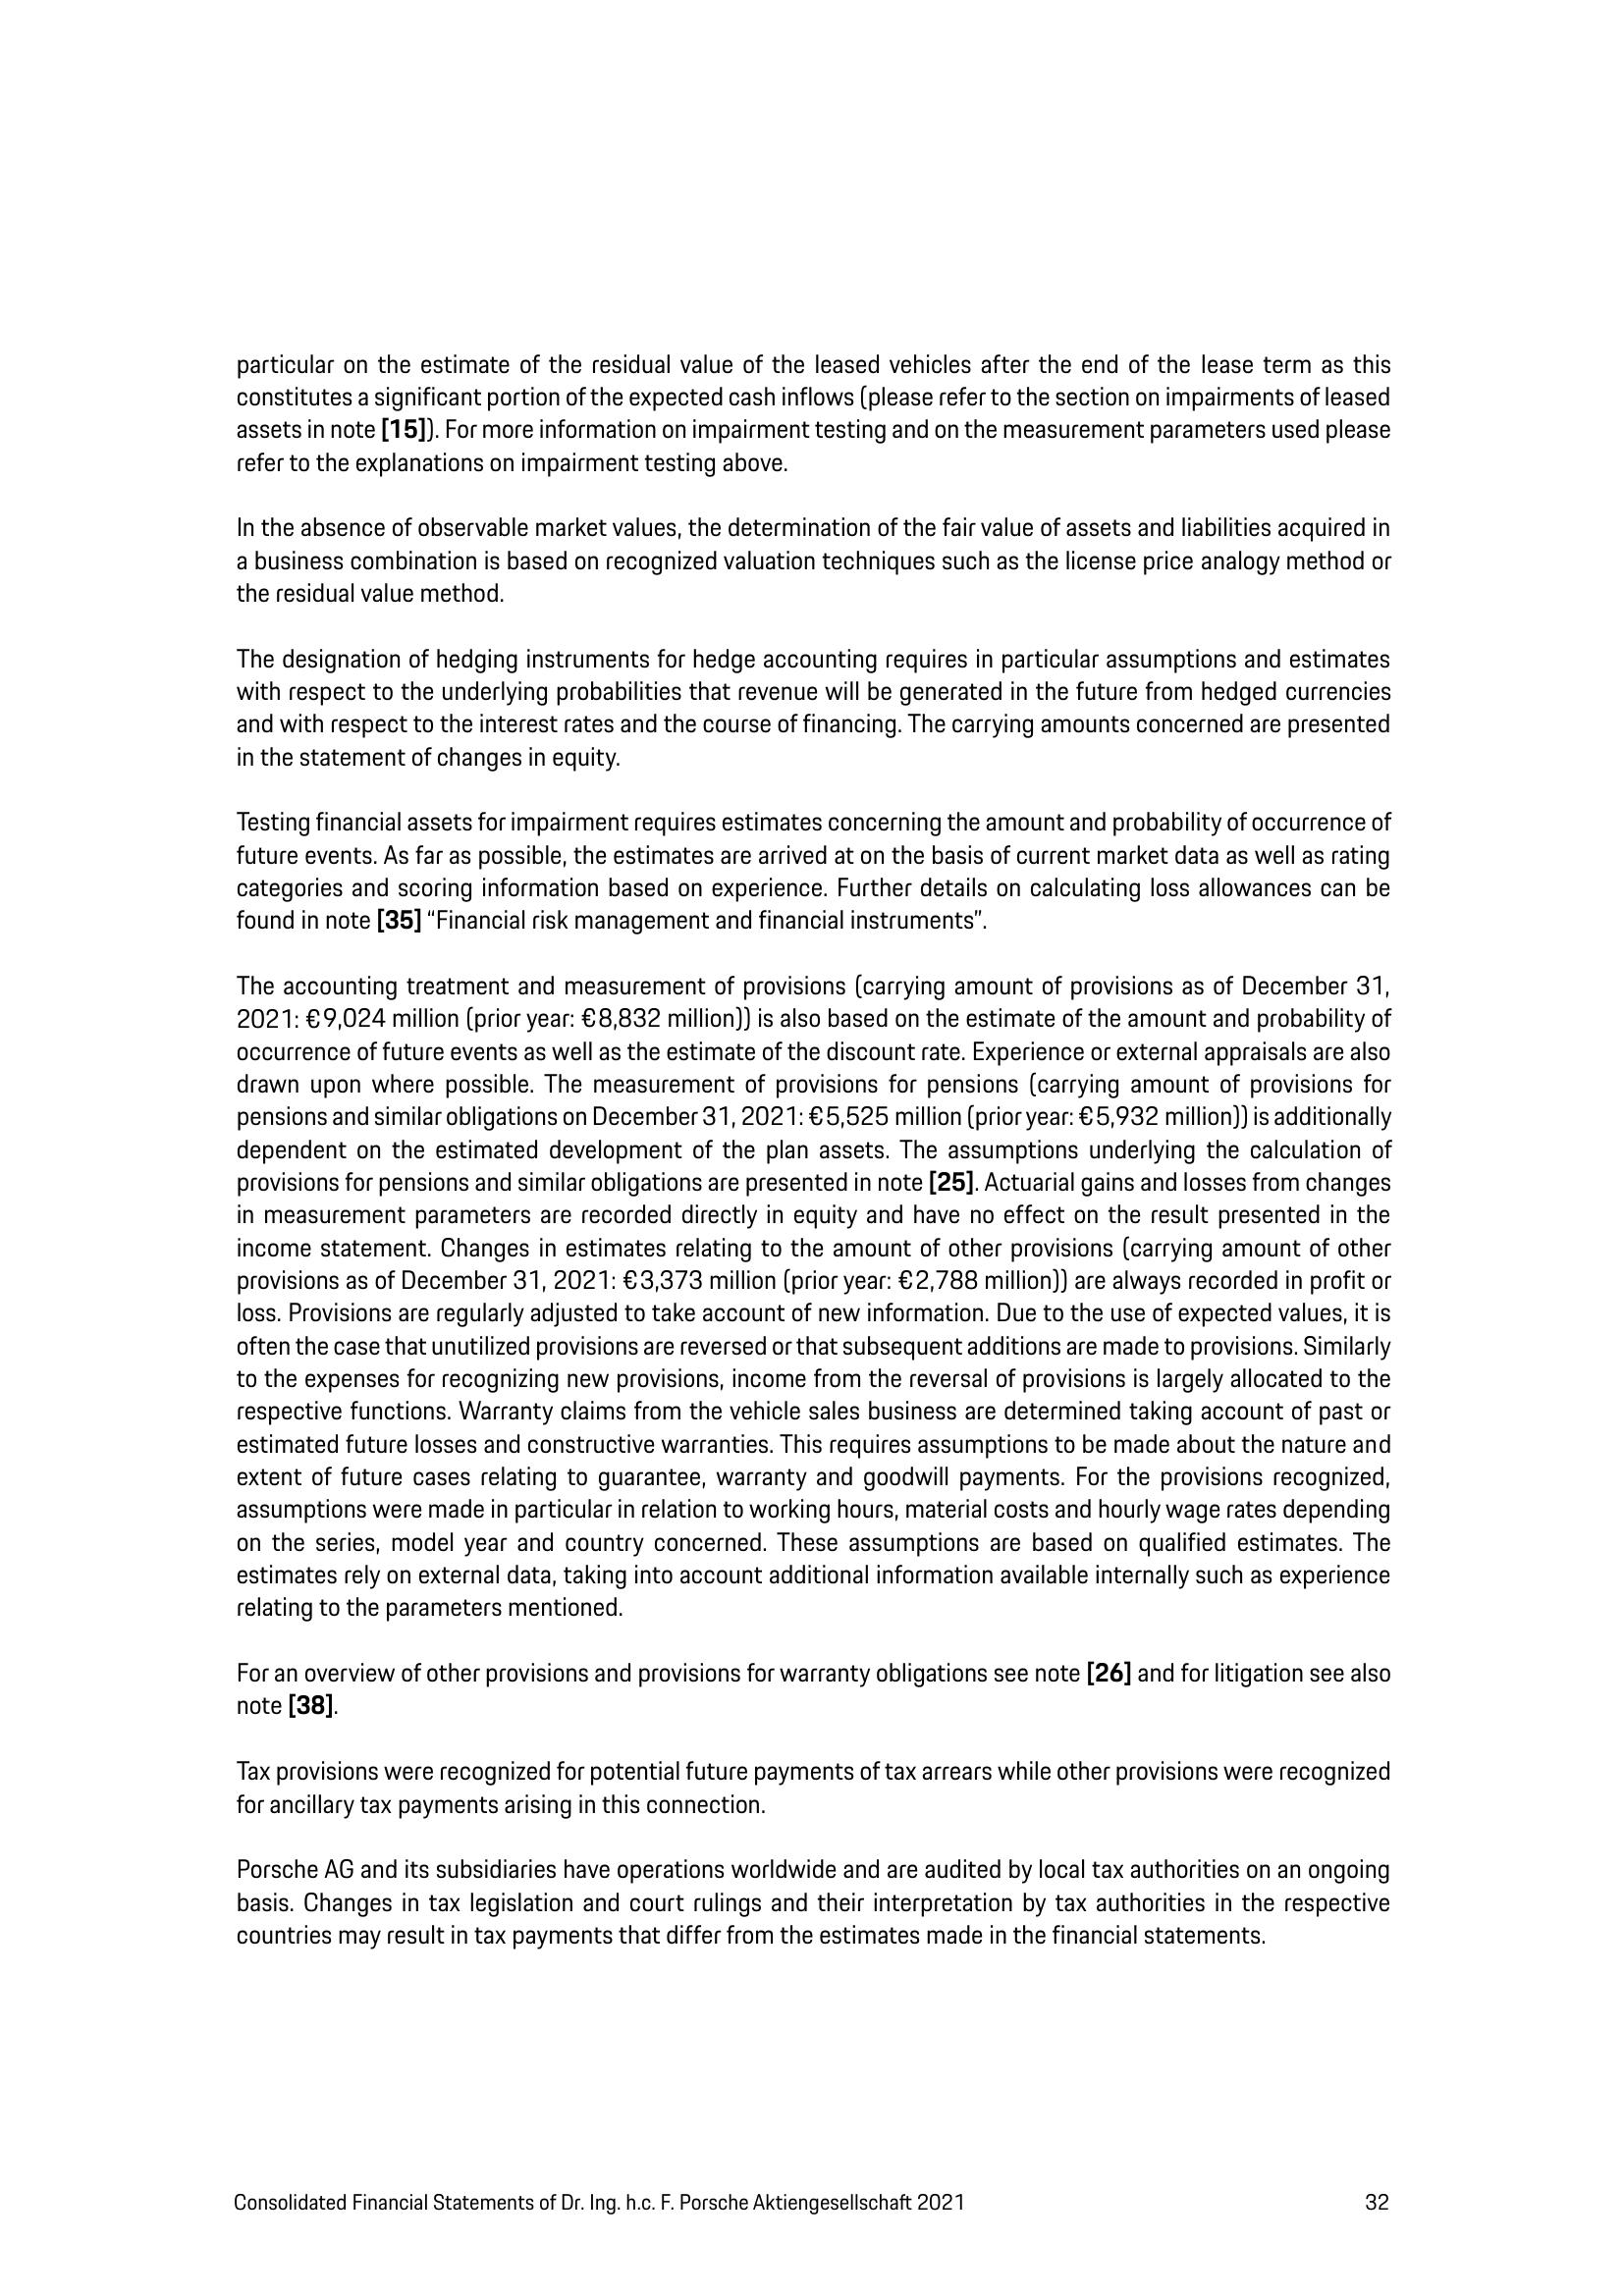 particular on the estimate of the residual value of the leased vehicles after the end of the lease term as this
constitutes a significant portion of the expected cash inflows (please refer to the section on impairments of leased
assets in note [15]). For more information on impairment testing and on the measurement parameters used please
refer to the explanations on impairment testing above.
In the absence of observable market values, the determination of the fair value of assets and liabilities acquired in
a business combination is based on recognized valuation techniques such as the license price analogy method or
the residual value method.
The designation of hedging instruments for hedge accounting requires in particular assumptions and estimates
with respect to the underlying probabilities that revenue will be generated in the future from hedged currencies
and with respect to the interest rates and the course of financing. The carrying amounts concerned are presented
in the statement of changes in equity.
Testing financial assets for impairment requires estimates concerning the amount and probability of occurrence of
future events. As far as possible, the estimates are arrived at on the basis of current market data as well as rating
categories and scoring information based on experience. Further details on calculating loss allowances can be
found in note [35] “Financial risk management and financial instruments”.
The accounting treatment and measurement of provisions (carrying amount of provisions as of December 31,
2021: €9,024 million (prior year: €8,832 million)) is also based on the estimate of the amount and probability of
occurrence of future events as well as the estimate of the discount rate. Experience or external appraisals are also
drawn upon where possible. The measurement of provisions for pensions (carrying amount of provisions for
pensions and similar obligations on December 31, 2021: €5,525 million (prior year: €5,932 million)) is additionally
dependent on the estimated development of the plan assets. The assumptions underlying the calculation of
provisions for pensions and similar obligations are presented in note [25]. Actuarial gains and losses from changes
in measurement parameters are recorded directly in equity and have no effect on the result presented in the
income statement. Changes in estimates relating to the amount of other provisions (carrying amount of other
provisions as of December 31, 2021: €3,373 million (prior year: €2,788 million)) are always recorded in profit or
loss. Provisions are regularly adjusted to take account of new information. Due to the use of expected values, it is
often the case that unutilized provisions are reversed or that subsequent additions are made to provisions. Similarly
to the expenses for recognizing new provisions, income from the reversal of provisions is largely allocated to the
respective functions. Warranty claims from the vehicle sales business are determined taking account of past or
estimated future losses and constructive warranties. This requires assumptions to be made about the nature and
extent of future cases relating to guarantee, warranty and goodwill payments. For the provisions recognized,
assumptions were made in particular in relation to working hours, material costs and hourly wage rates depending
on the series, model year and country concerned. These assumptions are based on qualified estimates. The
estimates rely on external data, taking into account additional information available internally such as experience
relating to the parameters mentioned.
For an overview of other provisions and provisions for warranty obligations see note [26] and for litigation see also
note [38].
Tax provisions were recognized for potential future payments of tax arrears while other provisions were recognized
for ancillary tax payments arising in this connection.
Porsche AG and its subsidiaries have operations worldwide and are audited by local tax authorities on an ongoing
basis. Changes in tax legislation and court rulings and their interpretation by tax authorities in the respective
countries may result in tax payments that differ from the estimates made in the financial statements.
Consolidated Financial Statements of Dr. Ing. h.c. F. Porsche Aktiengesellschaft 2021 32